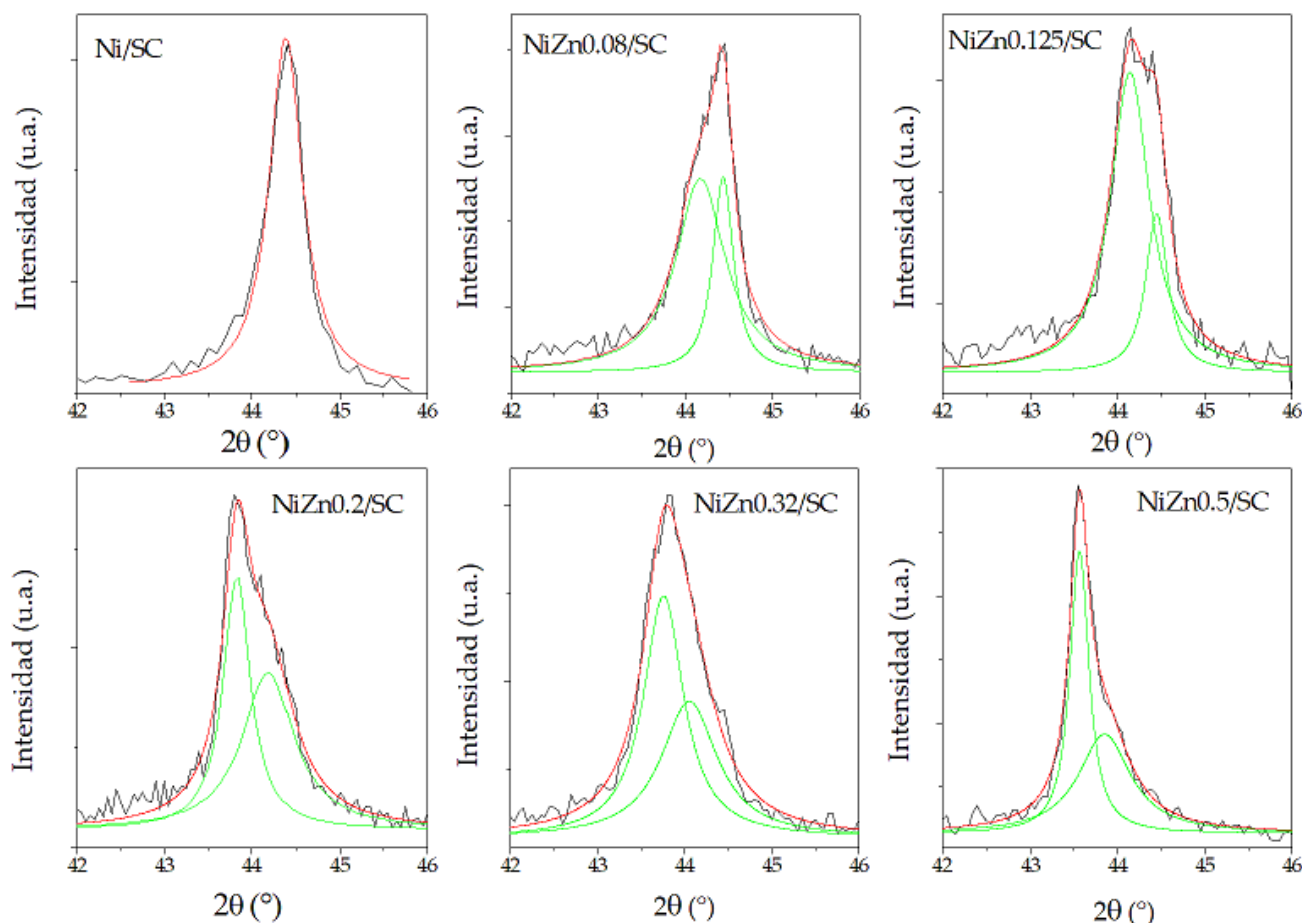 Ni/SC
Intensidad (u.a.)
42 43 44 45 46
2θ (°)
NiZn0.08/SC
Intensidad (u.a.)
42 43 44 45 46
2θ (°)
NiZn0.125/SC
Intensidad (u.a.)
42 43 44 45 46
2θ (°)
NiZn0.2/SC
Intensidad (u.a.)
42 43 44 45 46
2θ (°)
NiZn0.32/SC
Intensidad (u.a.)
42 43 44 45 46
2θ (°)
NiZn0.5/SC
Intensidad (u.a.)
42 43 44 45 46
2θ (°)